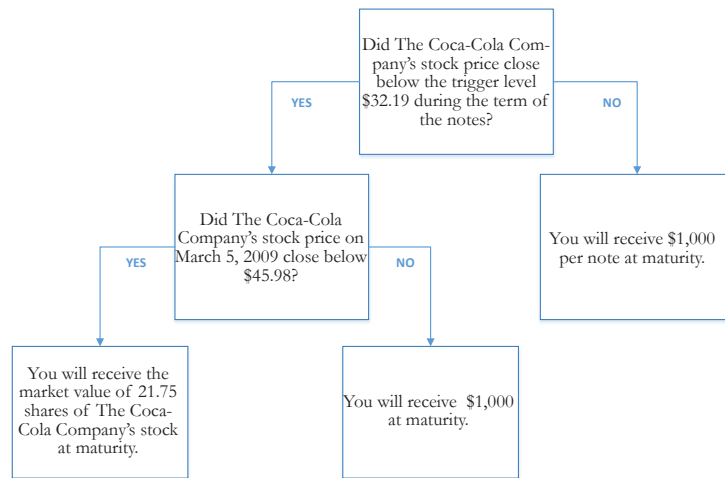 Did The Coca-Cola Com-
pany's stock price close
below the trigger level
$32.19 during the term of
the notes?
YES
NO
Did The Coca-Cola
Company's stock price on
March 5, 2009 close below
$45.98?
You will receive $1,000
per note at maturity.
YES
NO
You will receive the
market value of 21.75
shares of The Coca-
Cola Company's stock
at maturity.
You will receive $1,000
at maturity.